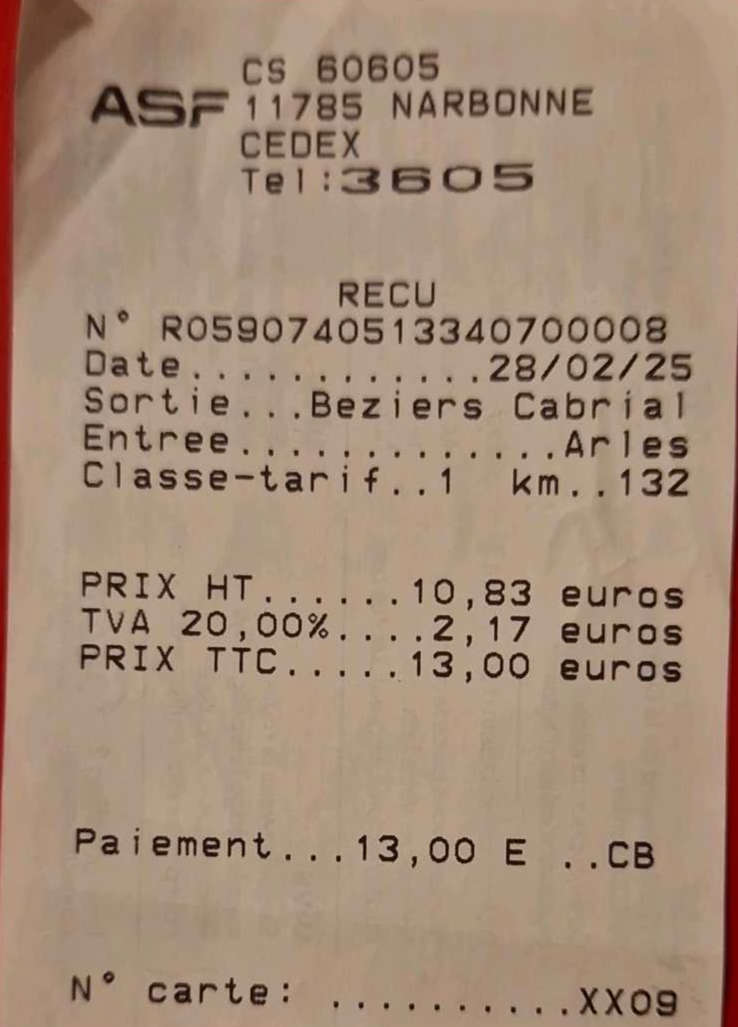 CS 60605
ASF 11785 NARBONNE
CEDEX
Tel:3605
RECU
N° R05907405133407​00008
Date............28/02/25
Sortie...Beziers Cabrial
Entree.............Arles
Classe-tarif..1 km..132
PRIX HT......10,83 euros
TVA 20,00%....2,17 euros
PRIX TTC.....13,00 euros
Paiement...13,00 E ..CB
N° carte: ..........XX09